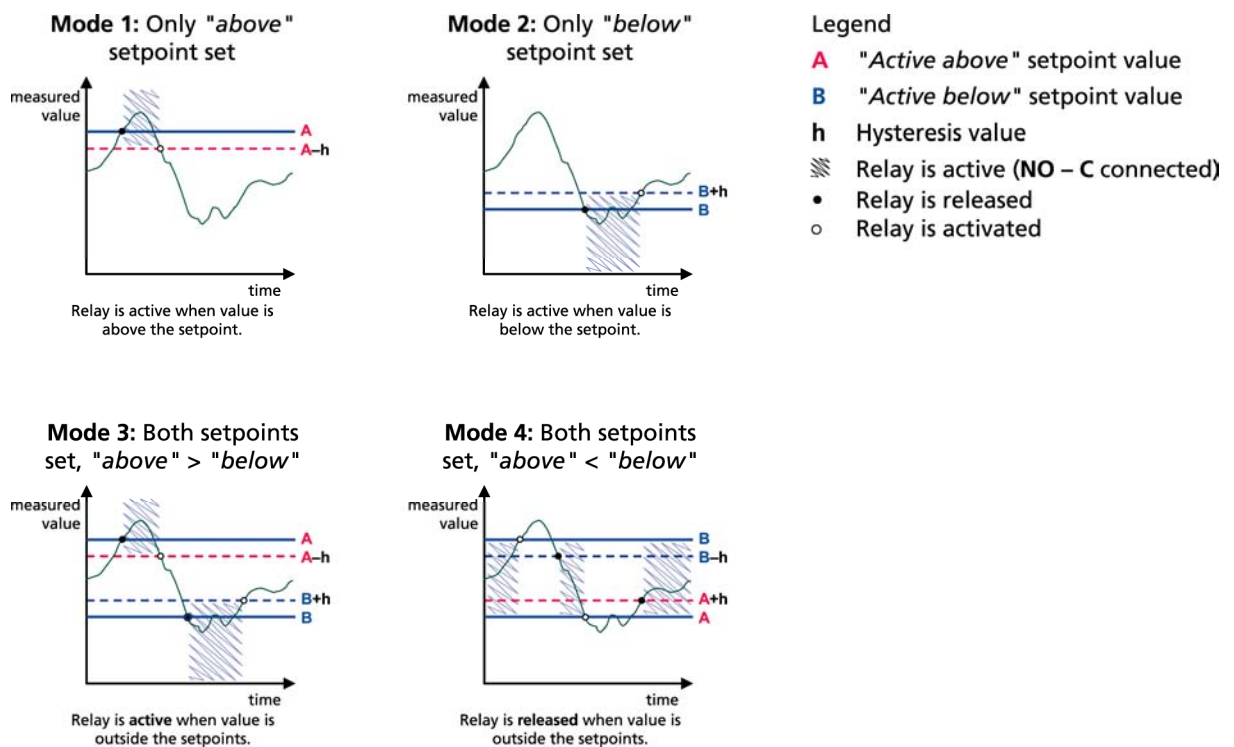 Mode 1: Only "above"
setpoint set
measured
value
A
A–h
time
Relay is active when value is
above the setpoint.
Mode 2: Only "below"
setpoint set
measured
value
B+h
B
time
Relay is active when value is
below the setpoint.
Legend
A "Active above" setpoint value
B "Active below" setpoint value
h Hysteresis value
Relay is active (NO – C connected)
Relay is released
Relay is activated
Mode 3: Both setpoints
set, "above" > "below"
measured
value
A
A–h
B+h
B
time
Relay is active when value is
outside the setpoints.
Mode 4: Both setpoints
set, "above" < "below"
measured
value
B
B–h
A+h
A
time
Relay is released when value is
outside the setpoints.